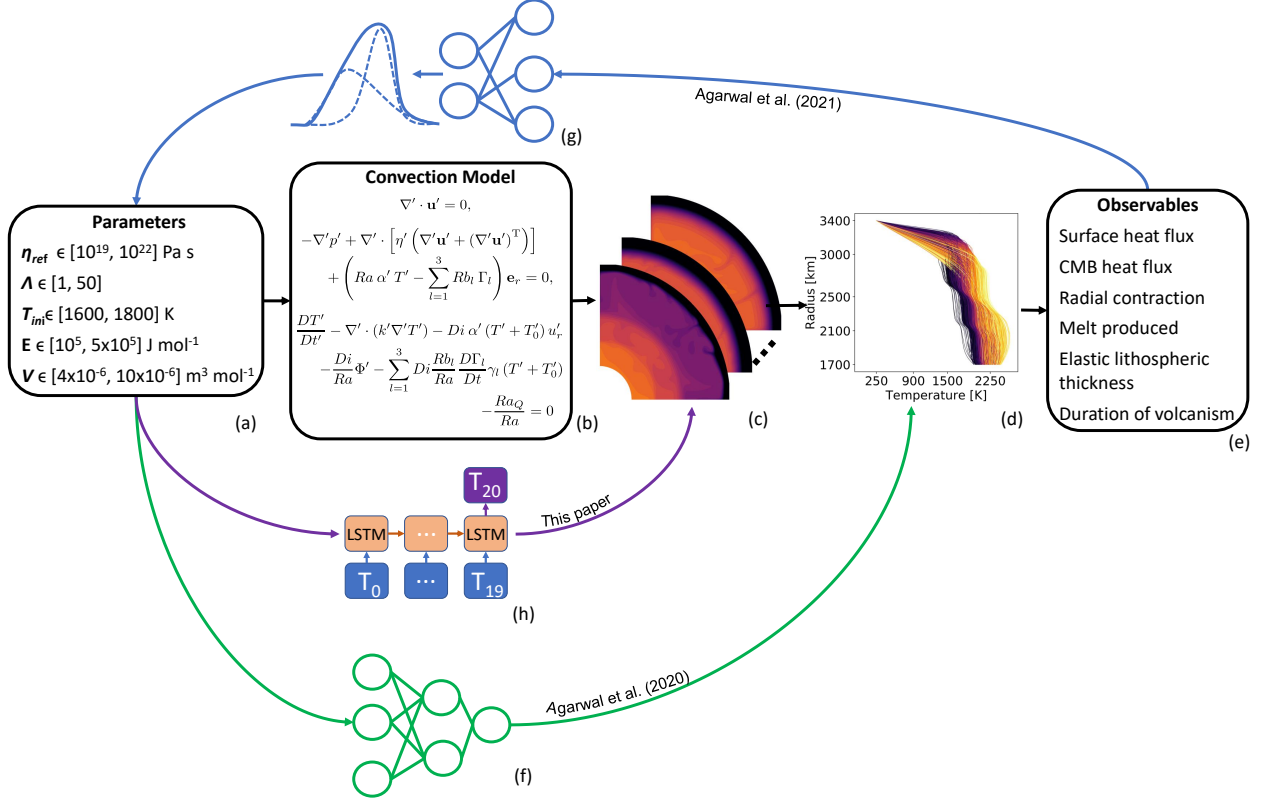 Agarwal et al. (2021)
(g)
Parameters
η_ref ∈ [10^19, 10^22] Pa s
Λ ∈ [1, 50]
T_ini ∈ [1600, 1800] K
E ∈ [10^5, 5x10^5] J mol^-1
V ∈ [4x10^-6, 10x10^-6] m^3 mol^-1
(a)
Convection Model
∇′ · u′ = 0,
−∇′p′ + ∇′ · [η′ (∇′u′ + (∇′u′)^T)]
+ (Ra α′ T′ − ∑_{l=1}^{3} Rb_l Γ_l) e_r = 0,
DT′/Dt′ − ∇′ · (k′∇′T′) − Di α′ (T′ + T′_0) u′_r
− Di/Ra Φ′ − ∑_{l=1}^{3} Di Rb_l/Ra DΓ_l/Dt γ_l (T′ + T′_0)
− Ra_Q/Ra = 0
(b)
(c)
Radius [km]
3400
3000
2500
2100
1700
250 900 1500 2250
Temperature [K]
(d)
Observables
Surface heat flux
CMB heat flux
Radial contraction
Melt produced
Elastic lithospheric
thickness
Duration of volcanism
(e)
T_20
LSTM ... LSTM
T_0 ... T_19
(h)
This paper
Agarwal et al. (2020)
(f)